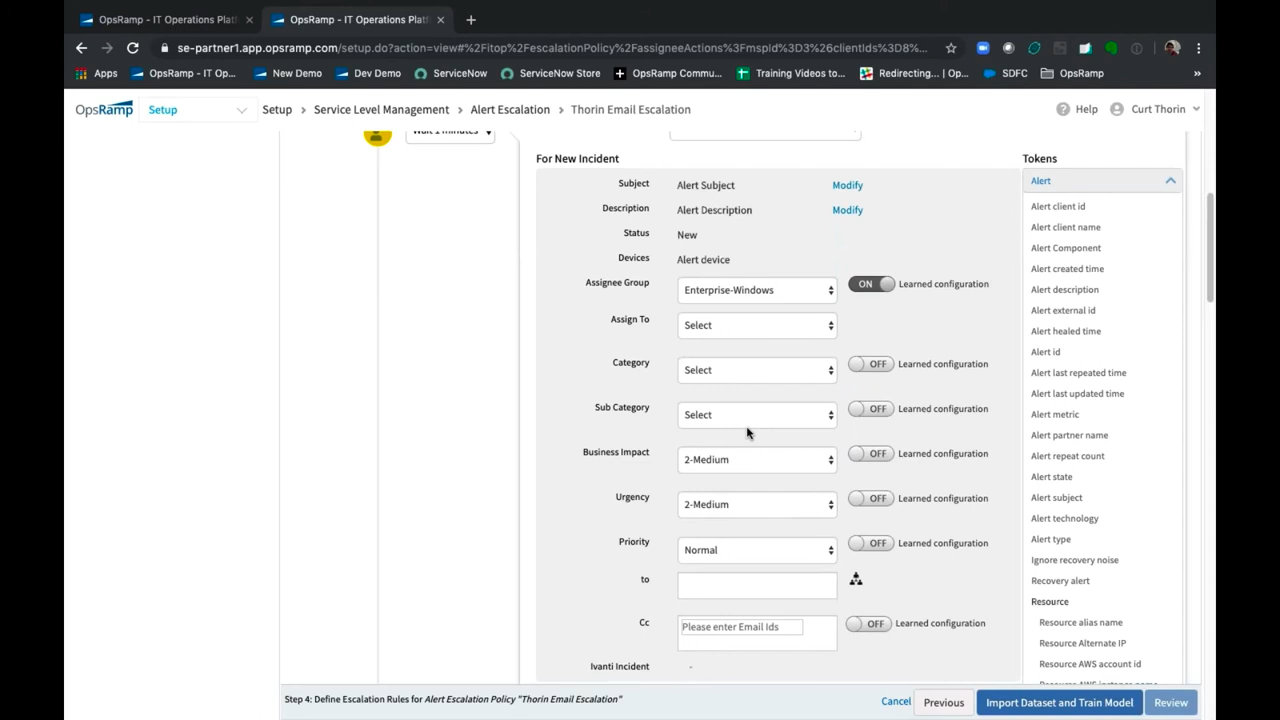 OpsRamp - IT Operations Platf
OpsRamp - IT Operations Platf
se-partner1.app.opsramp.com/setup.do?action=view#%2Fitop%2FescalationPolicy%2FassigneeActions%3FmspId%3D3%26clientIds%3D8%...
Apps
OpsRamp - IT Op...
New Demo
Dev Demo
ServiceNow
ServiceNow Store
OpsRamp Commu...
Training Videos to...
Redirecting... | Op...
SDFC
OpsRamp
»
OpsRamp
Setup
Setup > Service Level Management > Alert Escalation > Thorin Email Escalation
Help
Curt Thorin
Wait 1 minutes
For New Incident
Tokens
Subject Alert Subject Modify
Alert
Description Alert Description Modify
Status New
Devices Alert device
Assignee Group Enterprise-Windows ON Learned configuration
Assign To Select
Category Select OFF Learned configuration
Sub Category Select OFF Learned configuration
Business Impact 2-Medium OFF Learned configuration
Urgency 2-Medium OFF Learned configuration
Priority Normal OFF Learned configuration
to
Cc Please enter Email Ids OFF Learned configuration
Ivanti Incident -
Alert client id
Alert client name
Alert Component
Alert created time
Alert description
Alert external id
Alert healed time
Alert id
Alert last repeated time
Alert last updated time
Alert metric
Alert partner name
Alert repeat count
Alert state
Alert subject
Alert technology
Alert type
Ignore recovery noise
Recovery alert
Resource
Resource alias name
Resource Alternate IP
Resource AWS account id
Resource AWS instance name
Step 4: Define Escalation Rules for Alert Escalation Policy "Thorin Email Escalation"
Cancel
Previous
Import Dataset and Train Model
Review